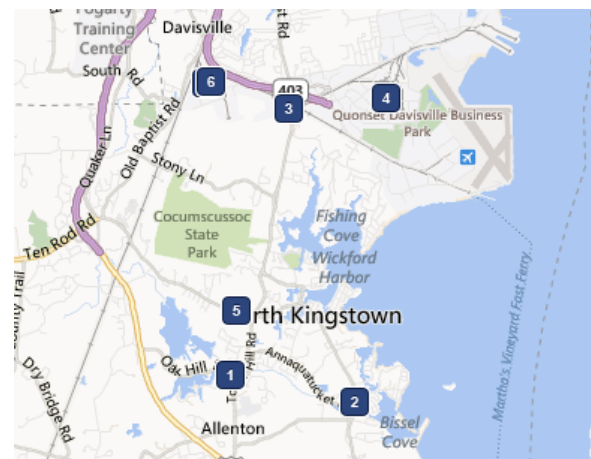 Fogarty
Training
Center
Davisville
South Rd
6
403
3
4
Quonset Davisville Business
Park
Quaker Ln
Old Baptist Rd
Stony Ln
Cocumscussoc
State
Park
Fishing
Cove
Wickford
Harbor
Ten Rod Rd
County Trail
5
rth Kingstown
Oak Hill
1
Hill Rd
Annaquatucket
2
Dry Bridge Rd
Allenton
Bissel
Cove
Martha's Vineyard Fast Ferry